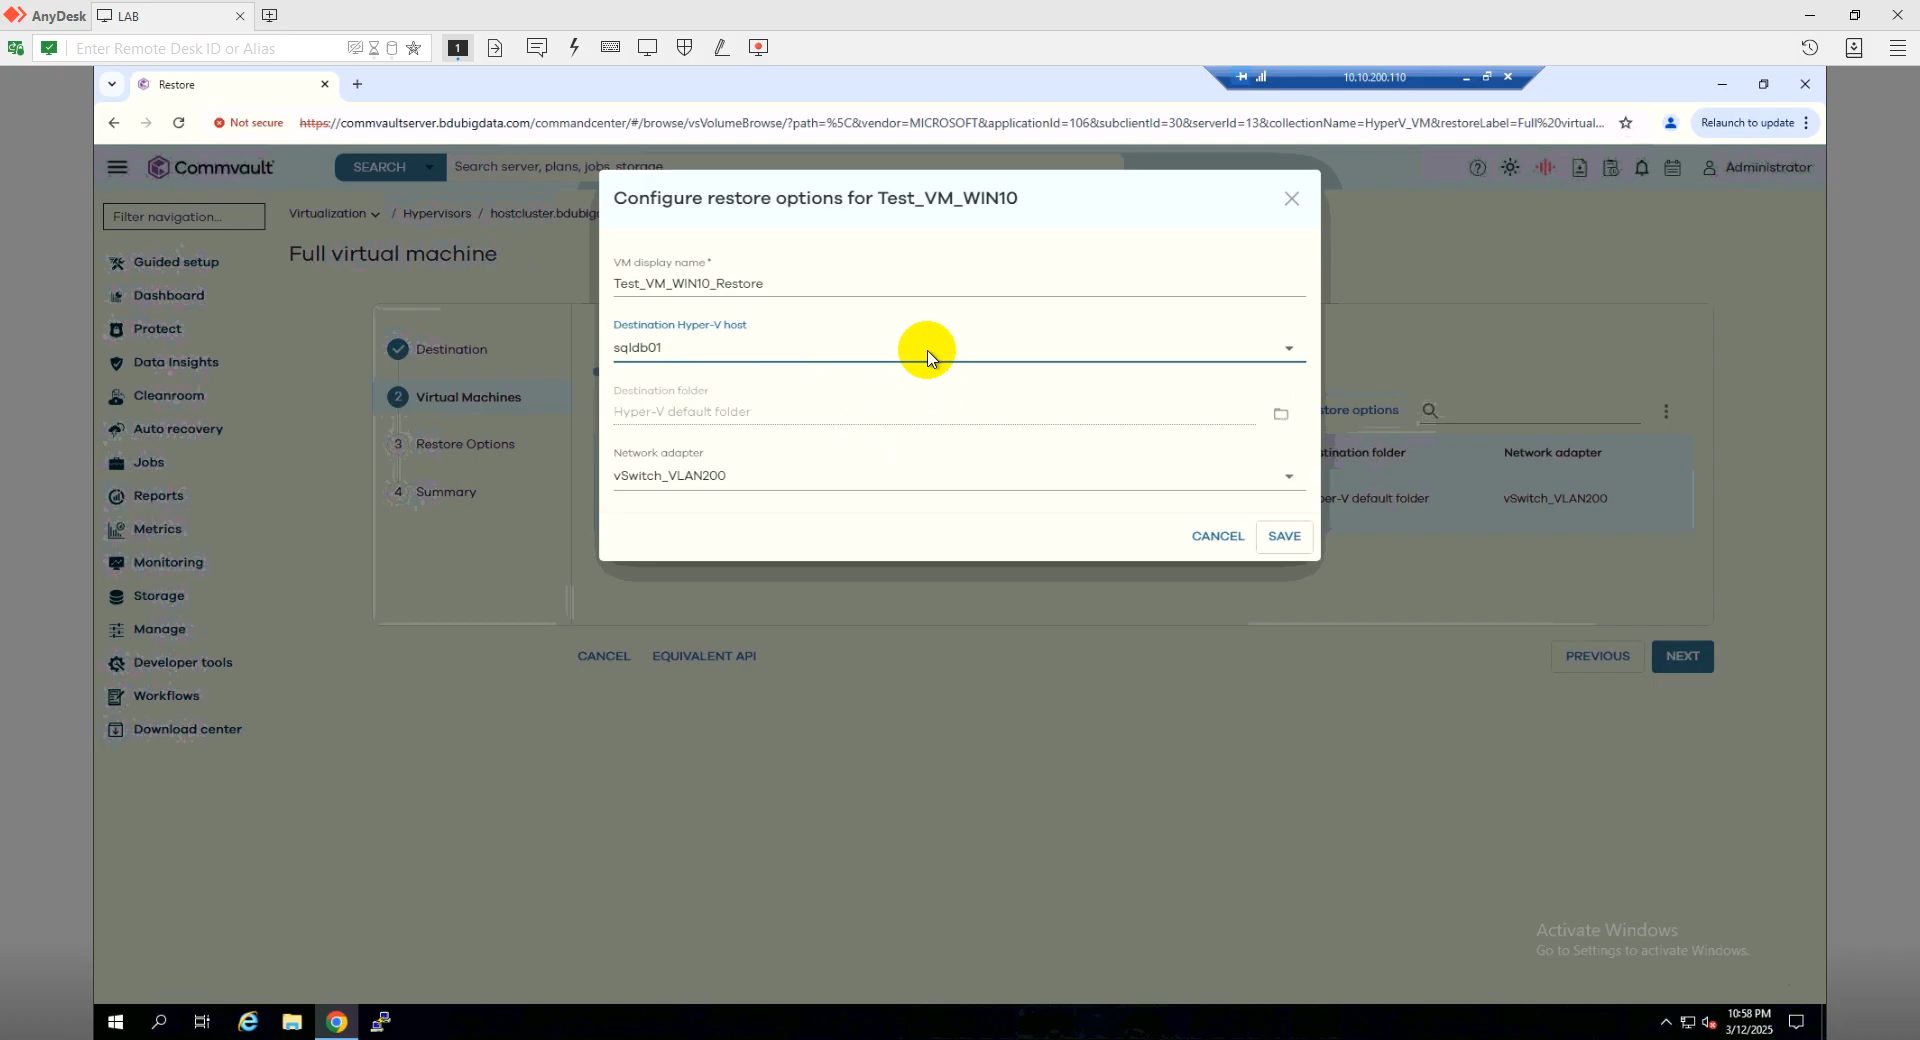 AnyDesk
LAB
Enter Remote Desk ID or Alias
1
Restore
10.10.200.110
Not secure
https://commvaultserver.bdubigdata.com/commandcenter/#/browse/vsVolumeBrowse/?path=%5C&vendor=MICROSOFT&applicationId=106&subclientId=30&serverId=13&collectionName=HyperV_VM&restoreLabel=Full%20virtual...
Relaunch to update
Commvault
SEARCH
Search server, plans, jobs, storage
Administrator
Filter navigation...
Virtualization / Hypervisors / hostcluster.bdubig
Full virtual machine
Guided setup
Dashboard
Protect
Data Insights
Cleanroom
Auto recovery
Jobs
Reports
Metrics
Monitoring
Storage
Manage
Developer tools
Workflows
Download center
Destination
2 Virtual Machines
3 Restore Options
4 Summary
Configure restore options for Test_VM_WIN10
VM display name*
Test_VM_WIN10_Restore
Destination Hyper-V host
sqldb01
Destination folder
Hyper-V default folder
Network adapter
vSwitch_VLAN200
CANCEL
SAVE
store options
stination folder
Network adapter
er-V default folder
vSwitch_VLAN200
CANCEL
EQUIVALENT API
PREVIOUS
NEXT
Activate Windows
Go to Settings to activate Windows.
10:58 PM
3/12/2025